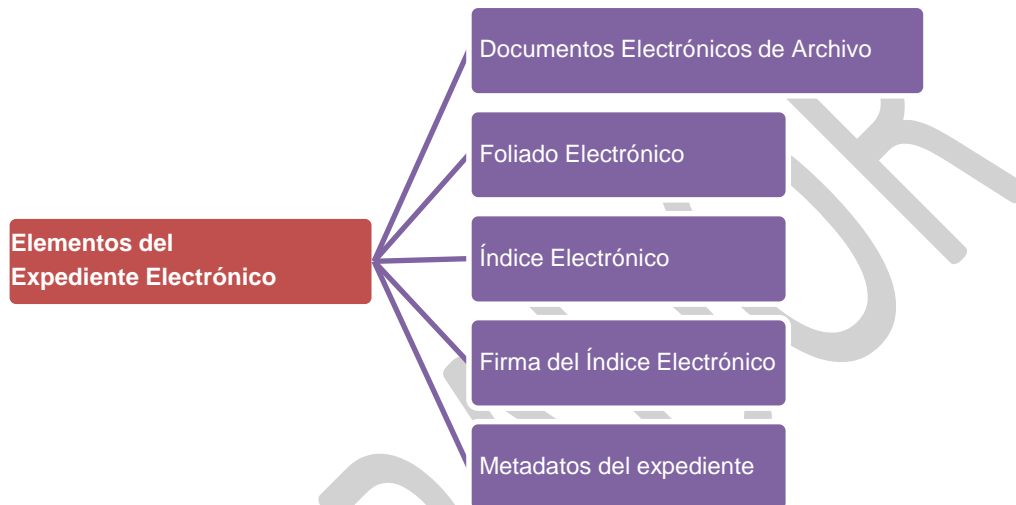 Documentos Electrónicos de Archivo
Foliado Electrónico
Elementos del
Expediente Electrónico
Índice Electrónico
Firma del Índice Electrónico
Metadatos del expediente